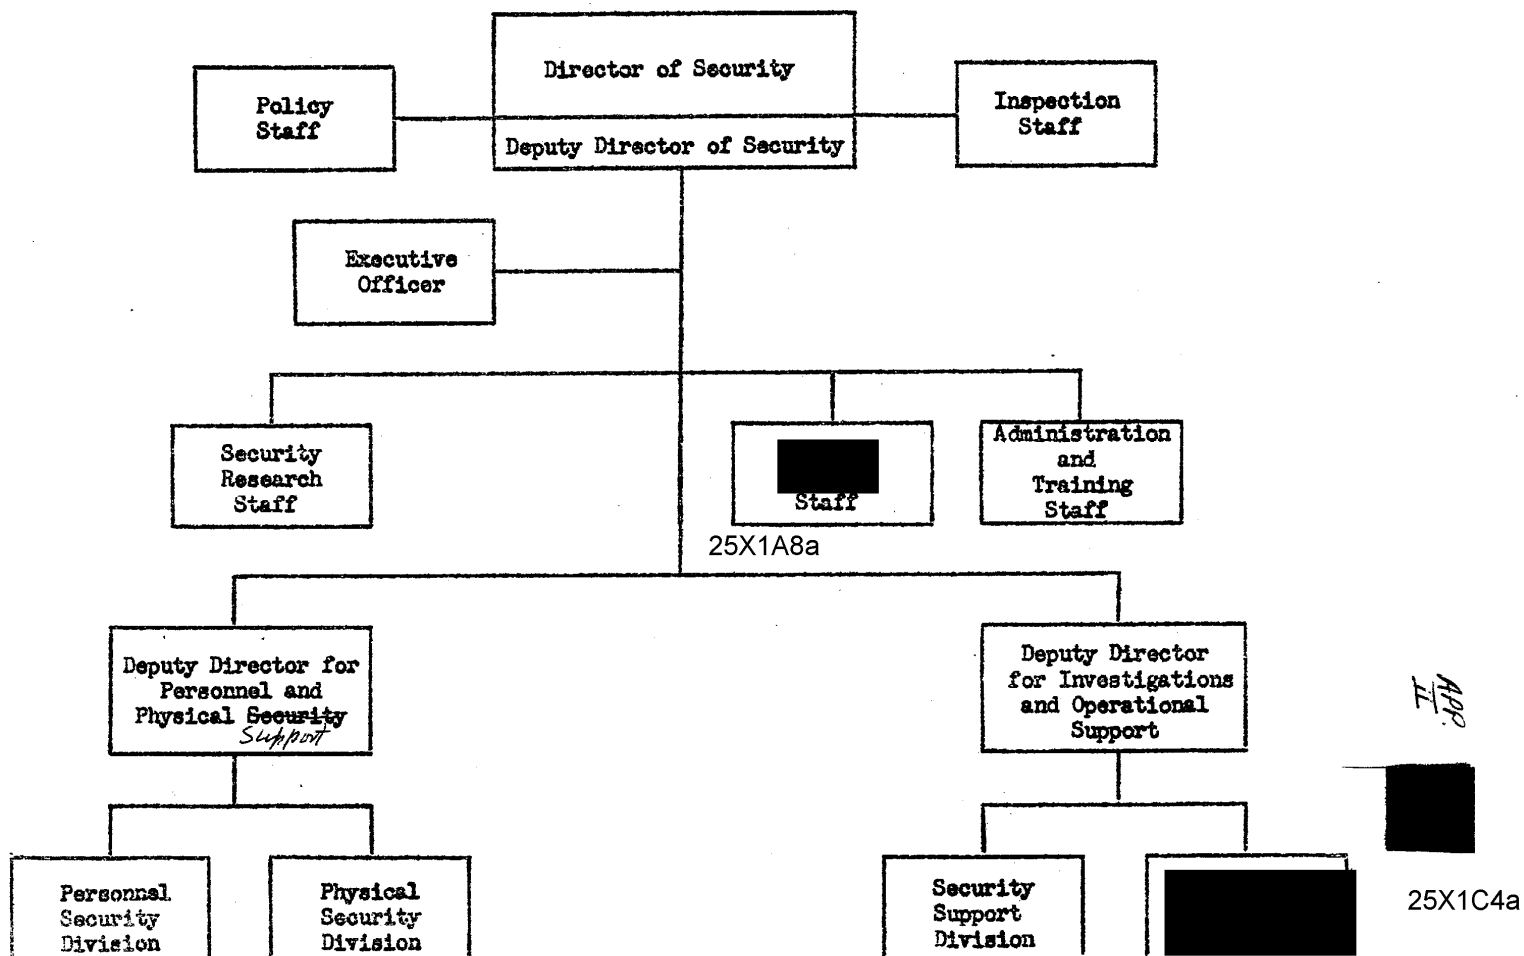 Director of Security
Deputy Director of Security
Policy
Staff
Inspection
Staff
Executive
Officer
Security
Research
Staff
Staff
25X1A8a
Administration
and
Training
Staff
Deputy Director for
Personnel and
Physical Security
Support
Deputy Director
for Investigations
and Operational
Support
APP.
II
Personnel
Security
Division
Physical
Security
Division
Security
Support
Division
25X1C4a